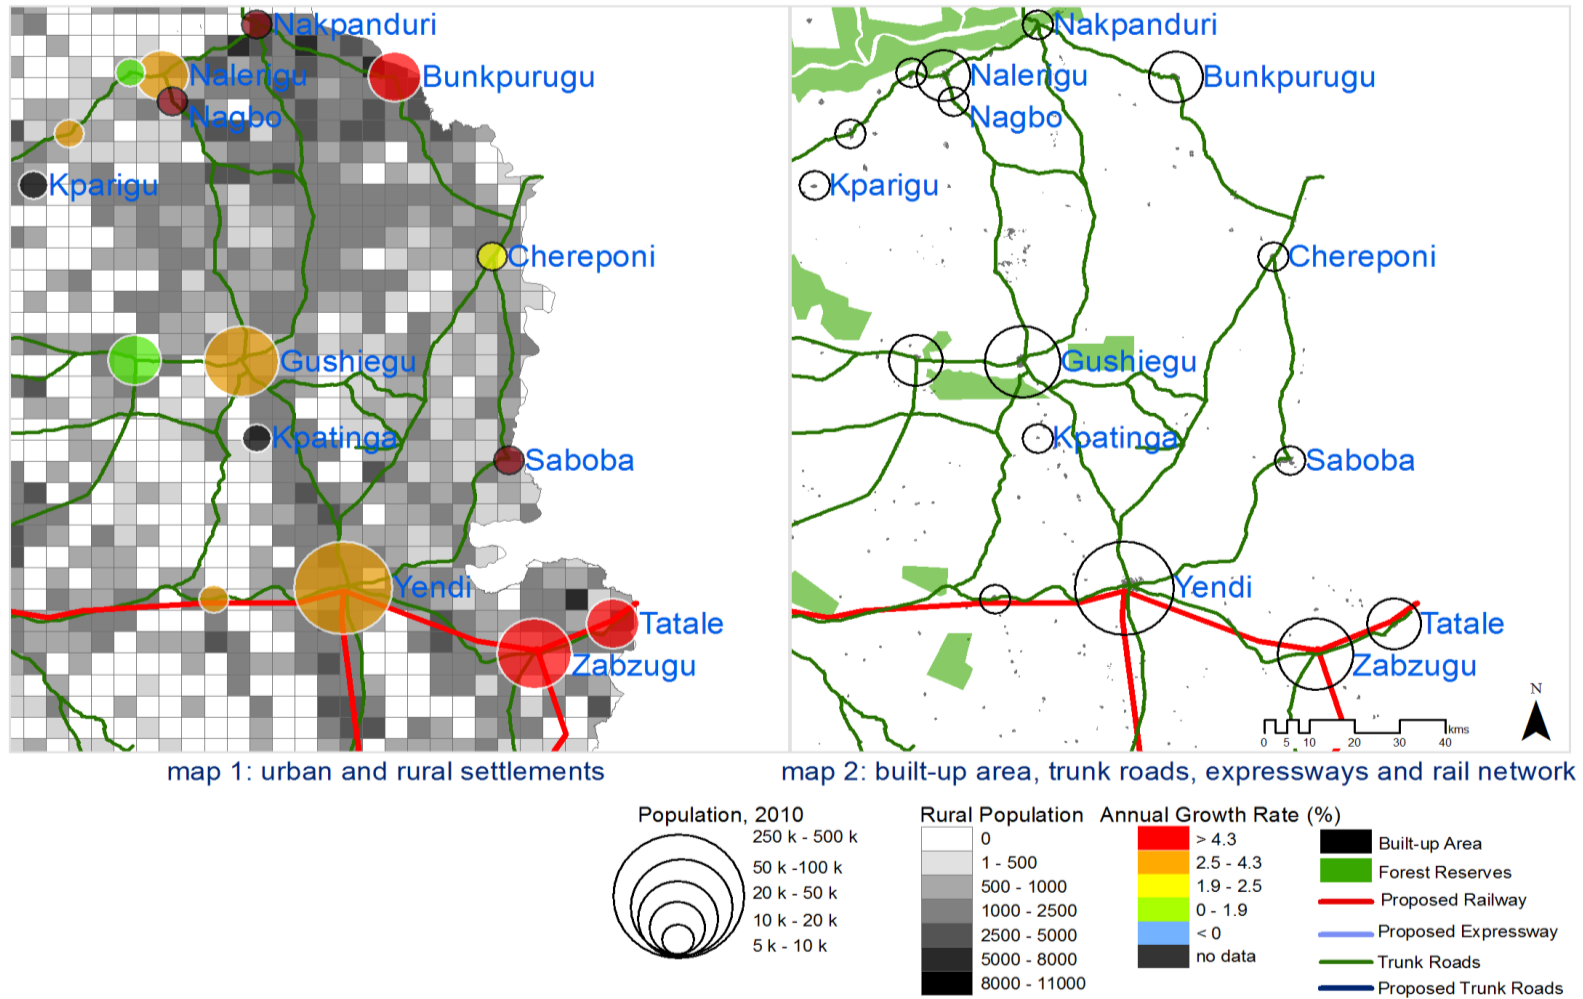 Nakpanduri
Nalerigu
Bunkpurugu
Nagbo
Kparigu
Chereponi
Gushiegu
Kpatinga
Saboba
Yendi
Tatale
Zabzugu
Nakpanduri
Nalerigu
Bunkpurugu
Nagbo
Kparigu
Chereponi
Gushiegu
Kpatinga
Saboba
Yendi
Tatale
Zabzugu
N
0 5 10 20 30 40 kms
map 1: urban and rural settlements
map 2: built-up area, trunk roads, expressways and rail network
Population, 2010
250 k - 500 k
50 k -100 k
20 k - 50 k
10 k - 20 k
5 k - 10 k
Rural Population
0
1 - 500
500 - 1000
1000 - 2500
2500 - 5000
5000 - 8000
8000 - 11000
Annual Growth Rate (%)
> 4.3
2.5 - 4.3
1.9 - 2.5
0 - 1.9
< 0
no data
Built-up Area
Forest Reserves
Proposed Railway
Proposed Expressway
Trunk Roads
Proposed Trunk Roads